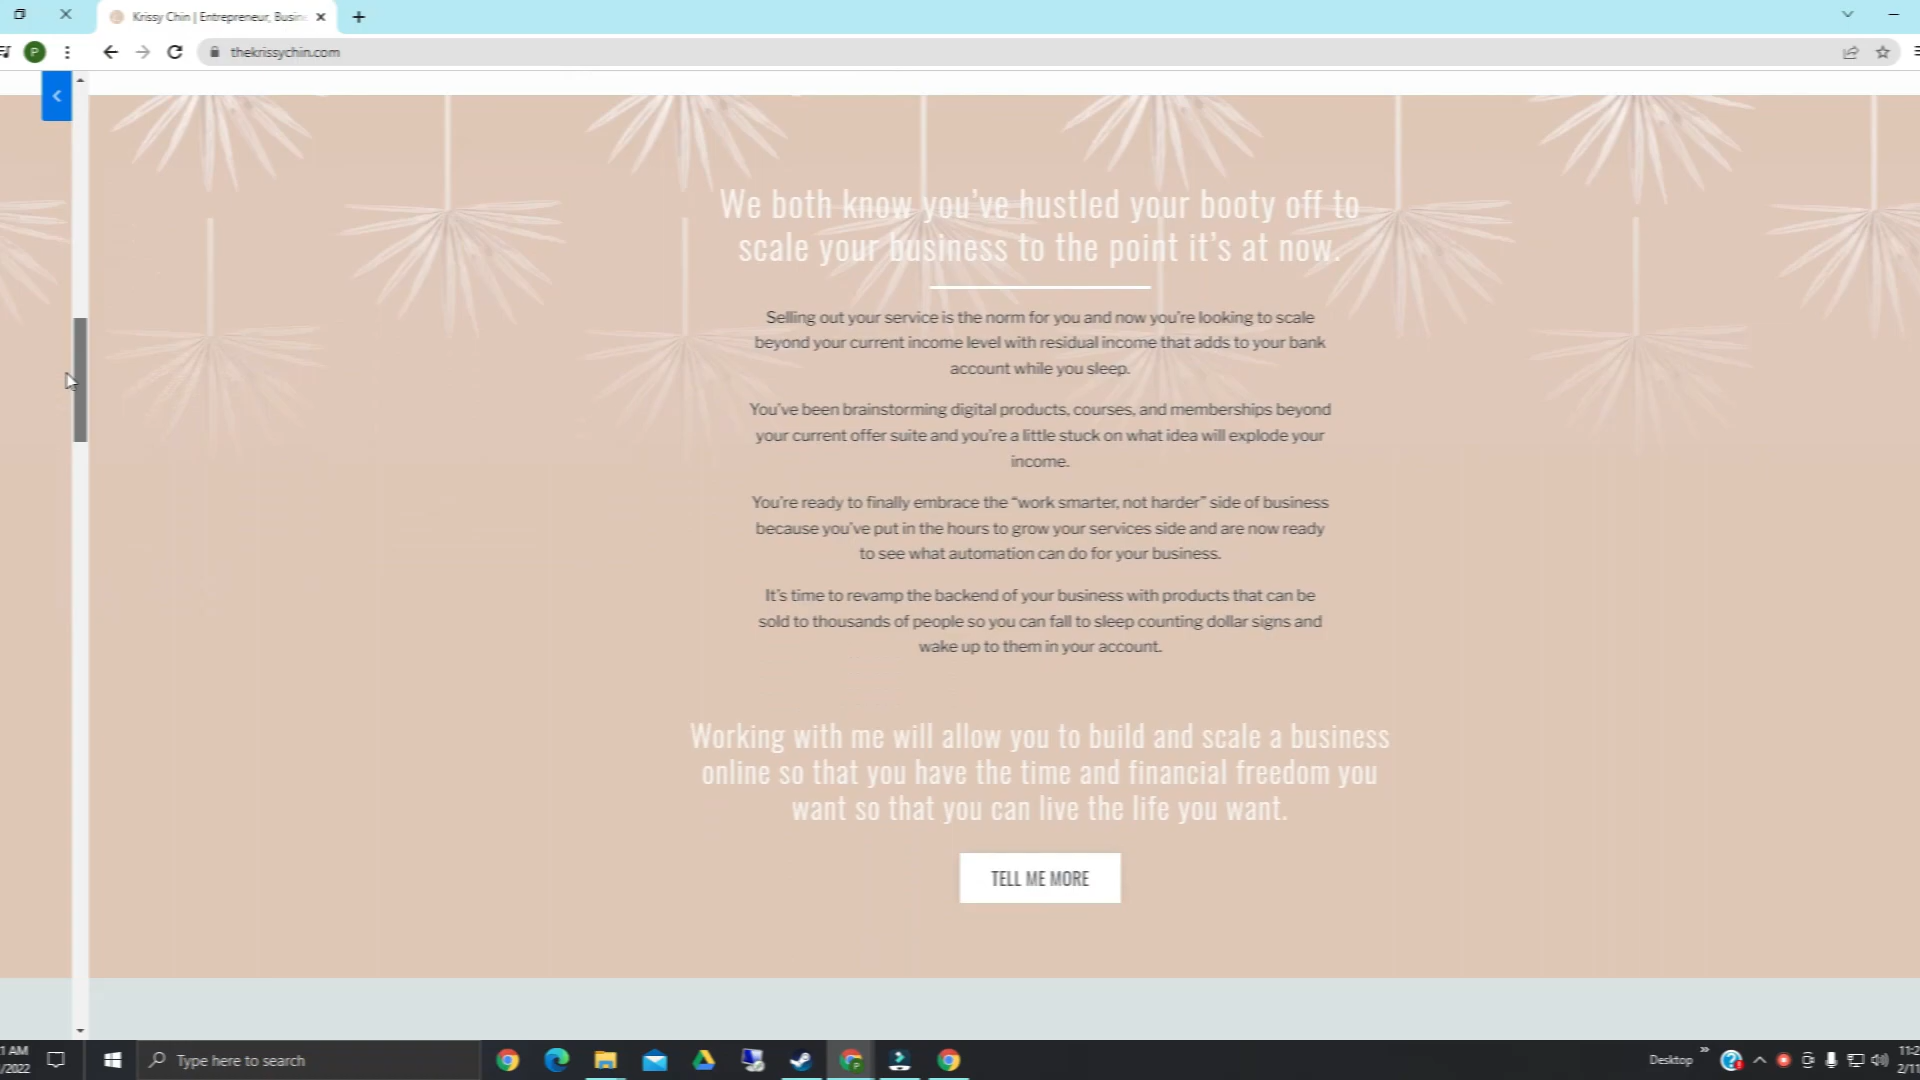 Krissy Chin | Entrepreneur, Busin
P
thekrissychin.com
We both know you've hustled your booty off to
scale your business to the point it's at now.
Selling out your service is the norm for you and now you're looking to scale
beyond your current income level with residual income that adds to your bank
account while you sleep.
You've been brainstorming digital products, courses, and memberships beyond
your current offer suite and you're a little stuck on what idea will explode your
income.
You're ready to finally embrace the “work smarter, not harder” side of business
because you've put in the hours to grow your services side and are now ready
to see what automation can do for your business.
It's time to revamp the backend of your business with products that can be
sold to thousands of people so you can fall to sleep counting dollar signs and
wake up to them in your account.
Working with me will allow you to build and scale a business
online so that you have the time and financial freedom you
want so that you can live the life you want.
TELL ME MORE
1 AM
/2022
Type here to search
Desktop
11:2
2/11